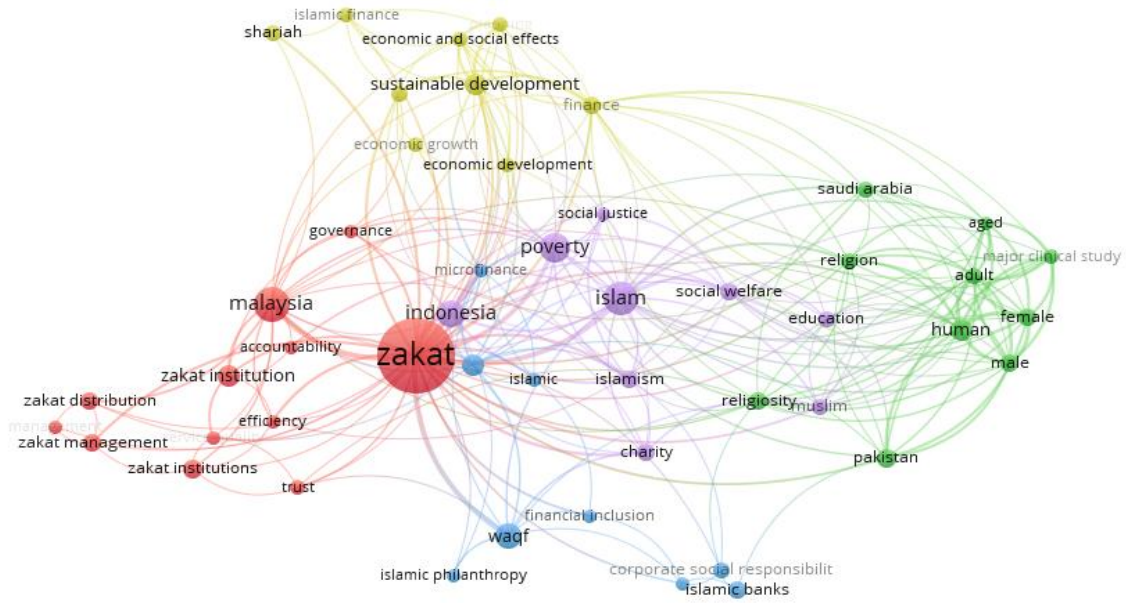 islamic finance
shariah
economic and social effects
sustainable development
finance
economic growth
economic development
saudi arabia
social justice
aged
governance
poverty
religion
major clinical study
microfinance
adult
malaysia
islam
social welfare
indonesia
education
female
human
accountability
zakat
male
zakat institution
islamic
islamism
zakat distribution
religiosity
muslim
efficiency
management
zakat management
charity
pakistan
zakat institutions
trust
financial inclusion
waqf
corporate social responsibilit
islamic philanthropy
islamic banks